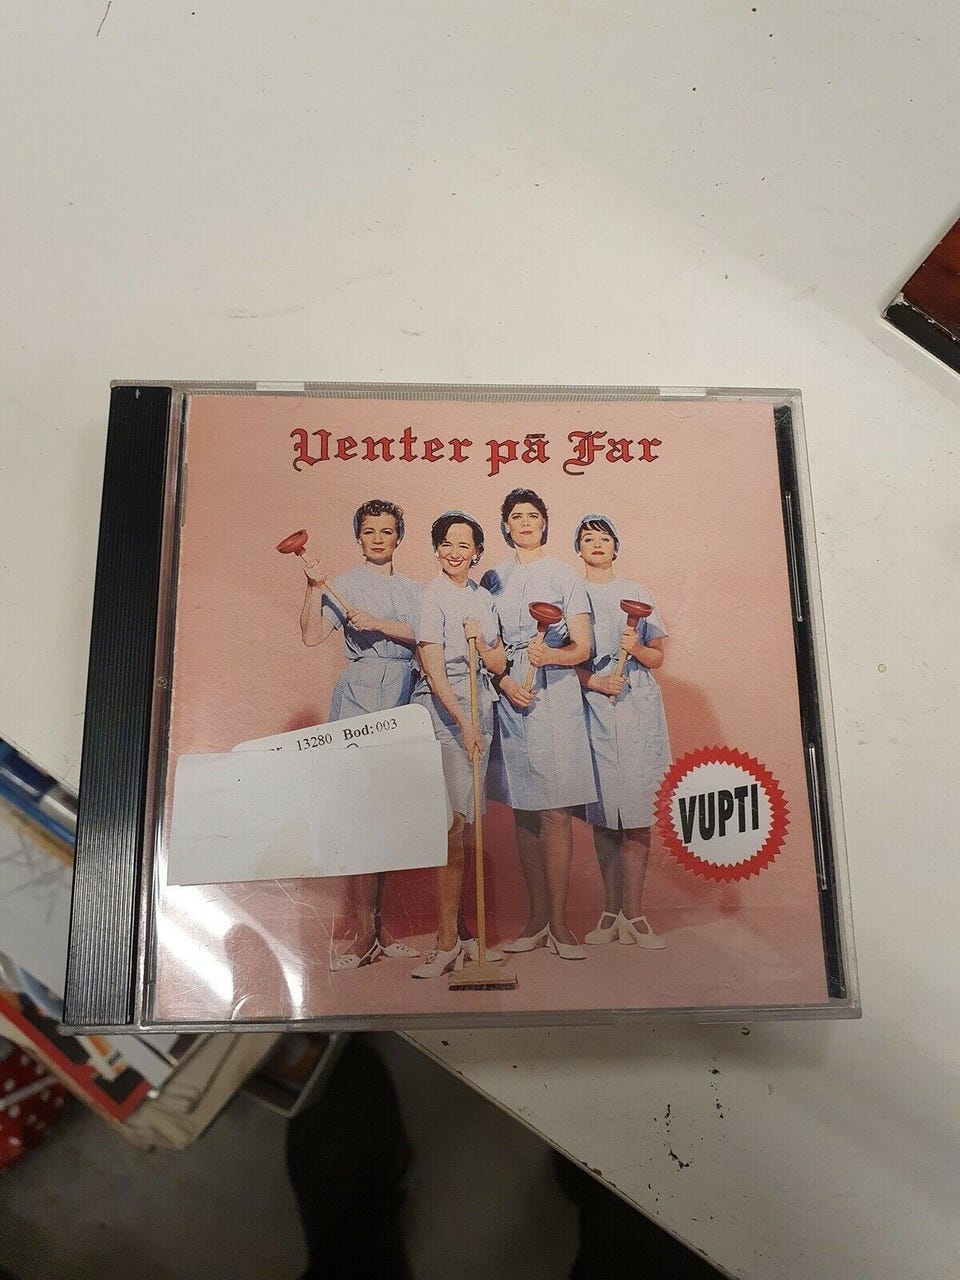 Venter på Far
13280 Bod:003
VUPTI